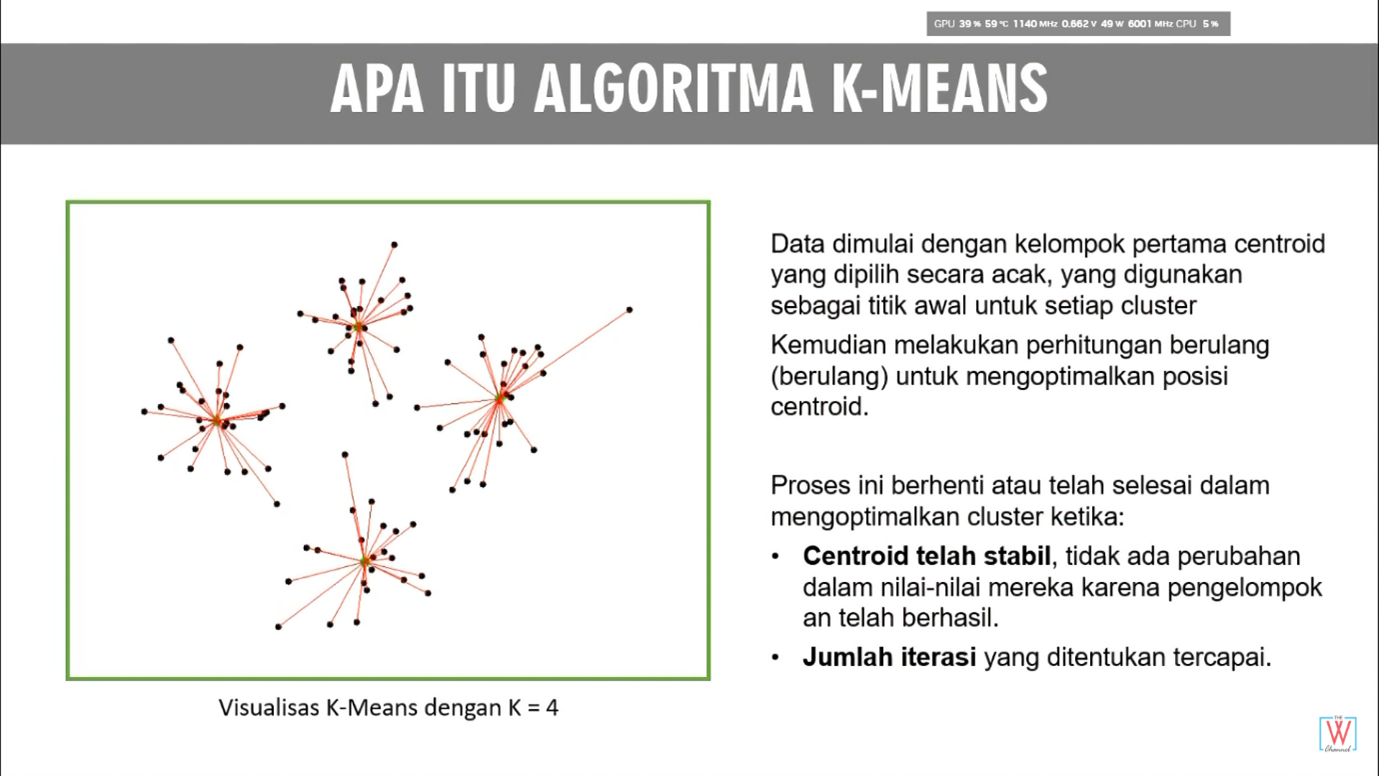 GPU 39 % 59 °C 1140 MHz 0.662 V 49 W 6001 MHz CPU 5 %
APA ITU ALGORITMA K-MEANS
Data dimulai dengan kelompok pertama centroid
yang dipilih secara acak, yang digunakan
sebagai titik awal untuk setiap cluster
Kemudian melakukan perhitungan berulang
(berulang) untuk mengoptimalkan posisi
centroid.
Proses ini berhenti atau telah selesai dalam
mengoptimalkan cluster ketika:
• Centroid telah stabil, tidak ada perubahan
dalam nilai-nilai mereka karena pengelompok
an telah berhasil.
• Jumlah iterasi yang ditentukan tercapai.
Visualisas K-Means dengan K = 4
THE
W
Channel